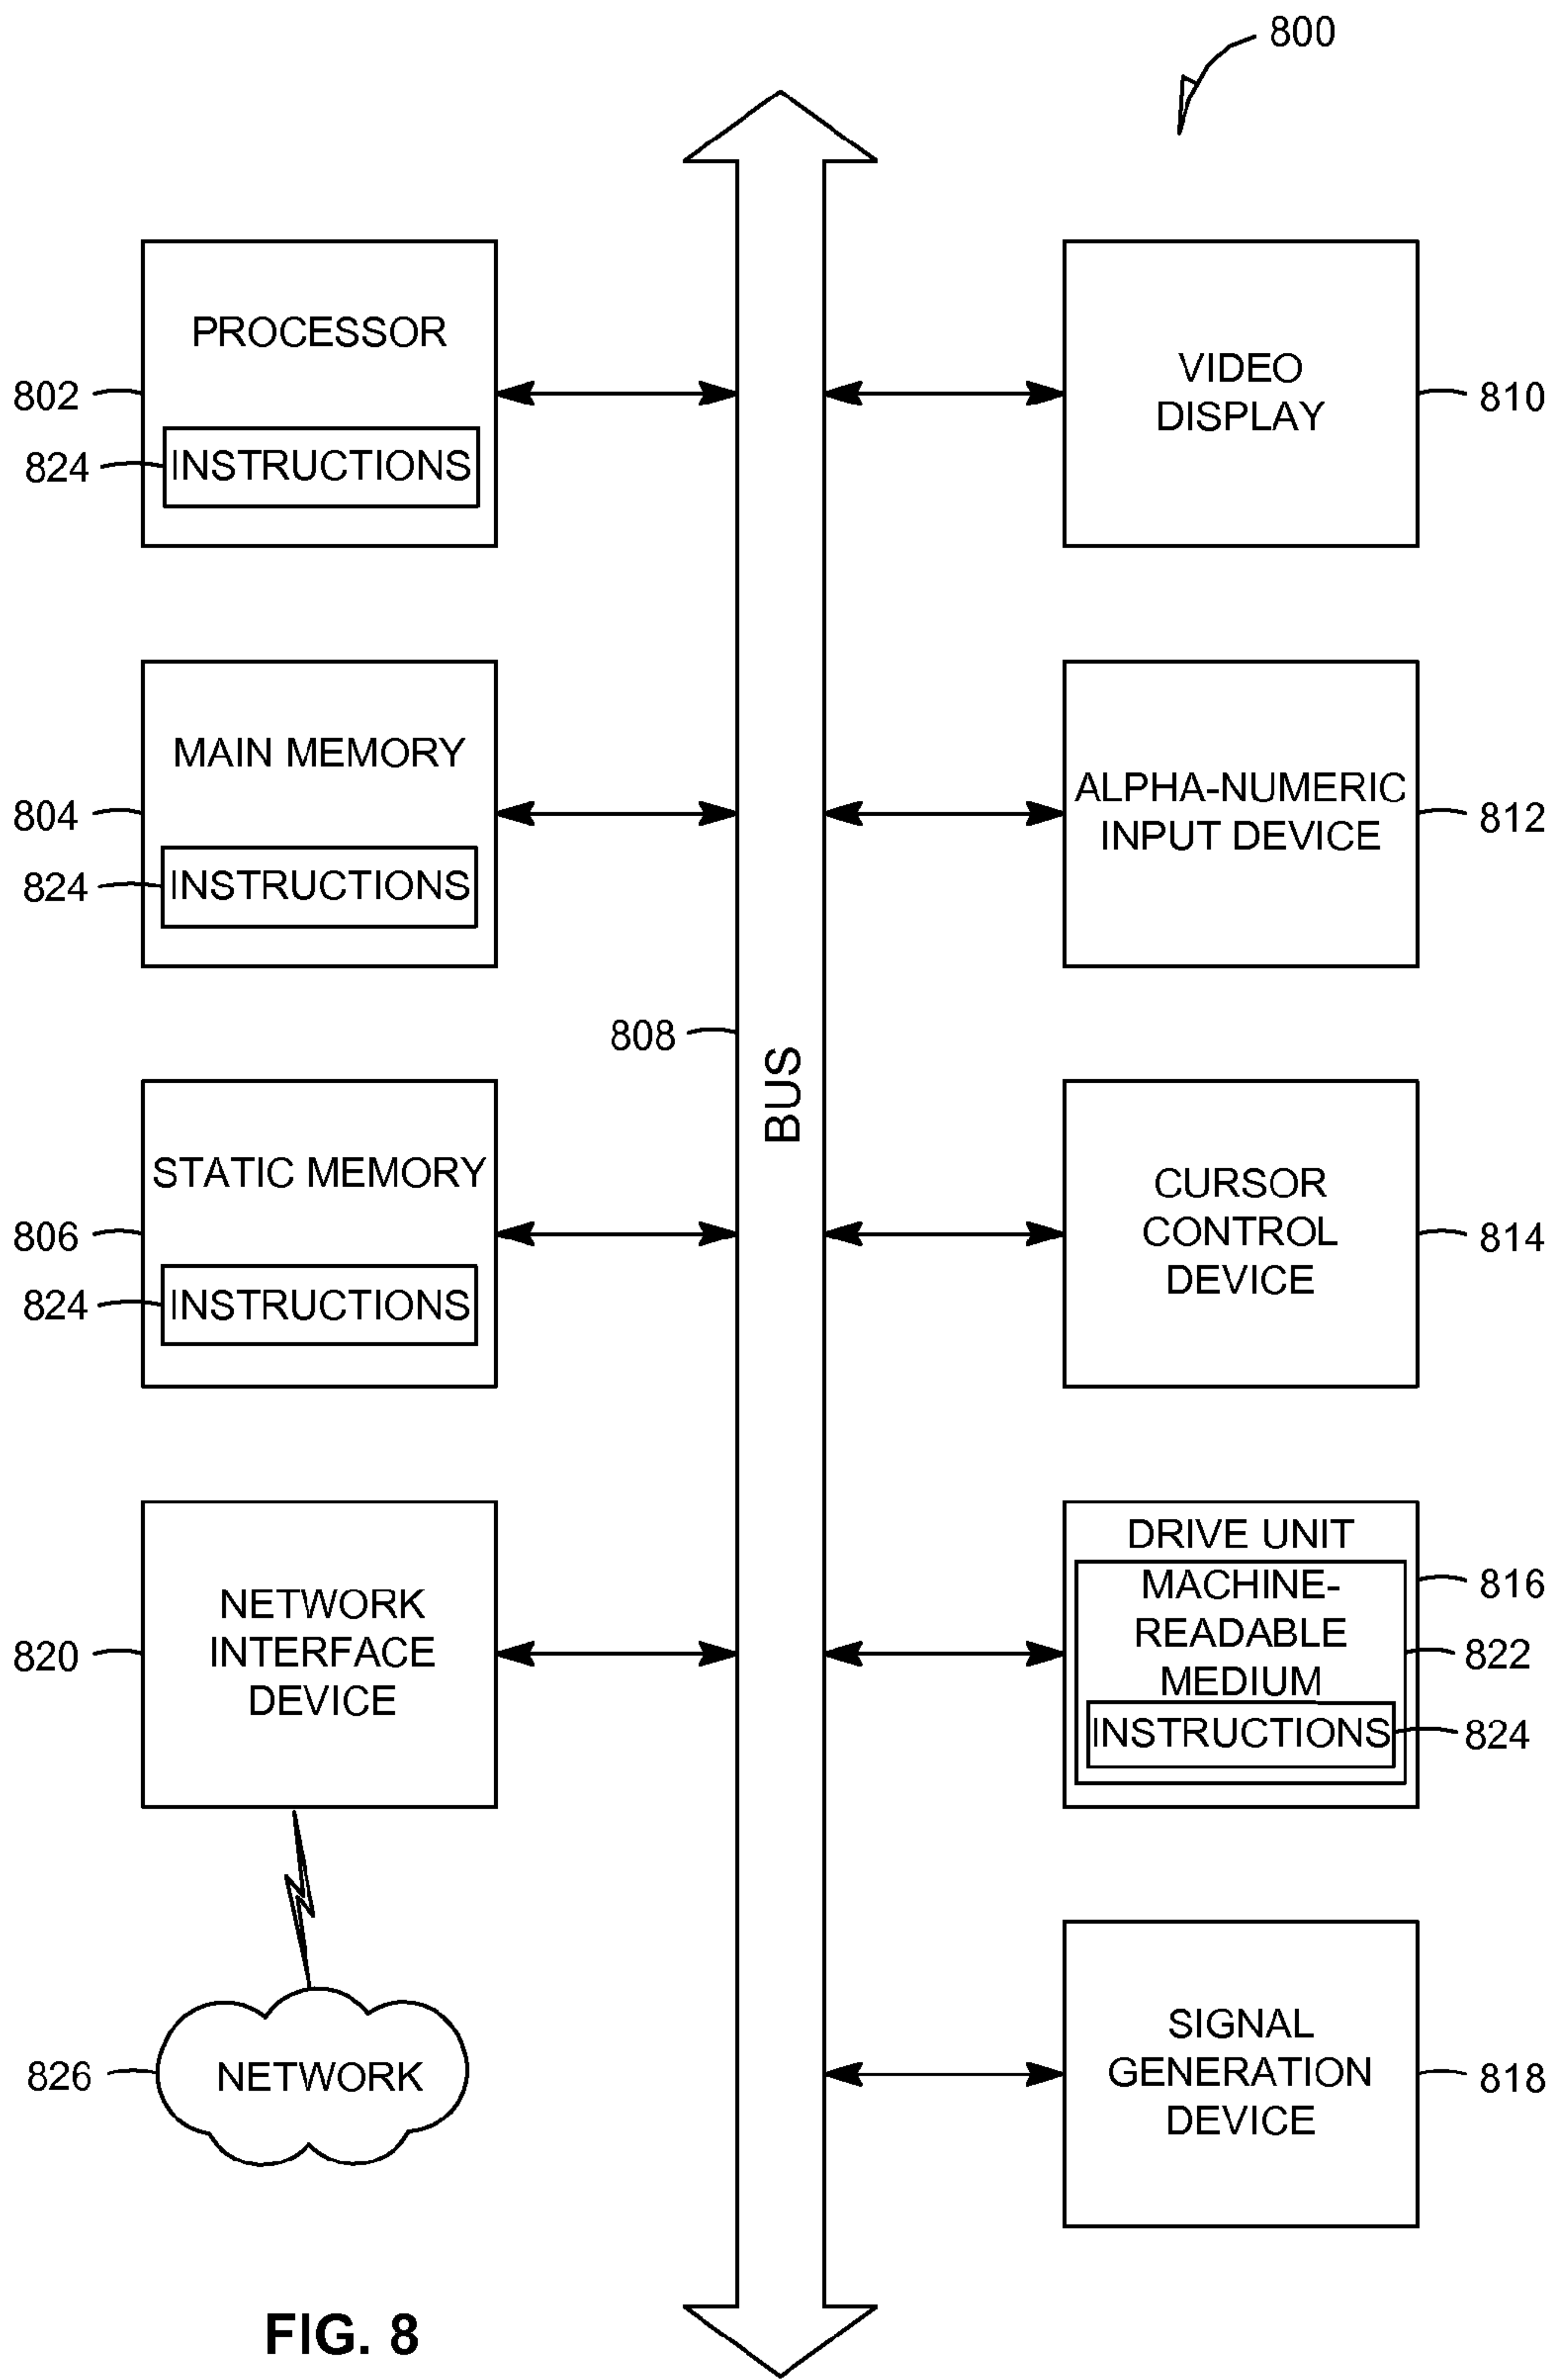 800
PROCESSOR
802
824
INSTRUCTIONS
VIDEO
DISPLAY
810
MAIN MEMORY
804
824
INSTRUCTIONS
ALPHA-NUMERIC
INPUT DEVICE
812
808
BUS
STATIC MEMORY
806
824
INSTRUCTIONS
CURSOR
CONTROL
DEVICE
814
NETWORK
INTERFACE
DEVICE
820
DRIVE UNIT
816
MACHINE-
READABLE
MEDIUM
822
INSTRUCTIONS
824
826
NETWORK
SIGNAL
GENERATION
DEVICE
818
FIG. 8